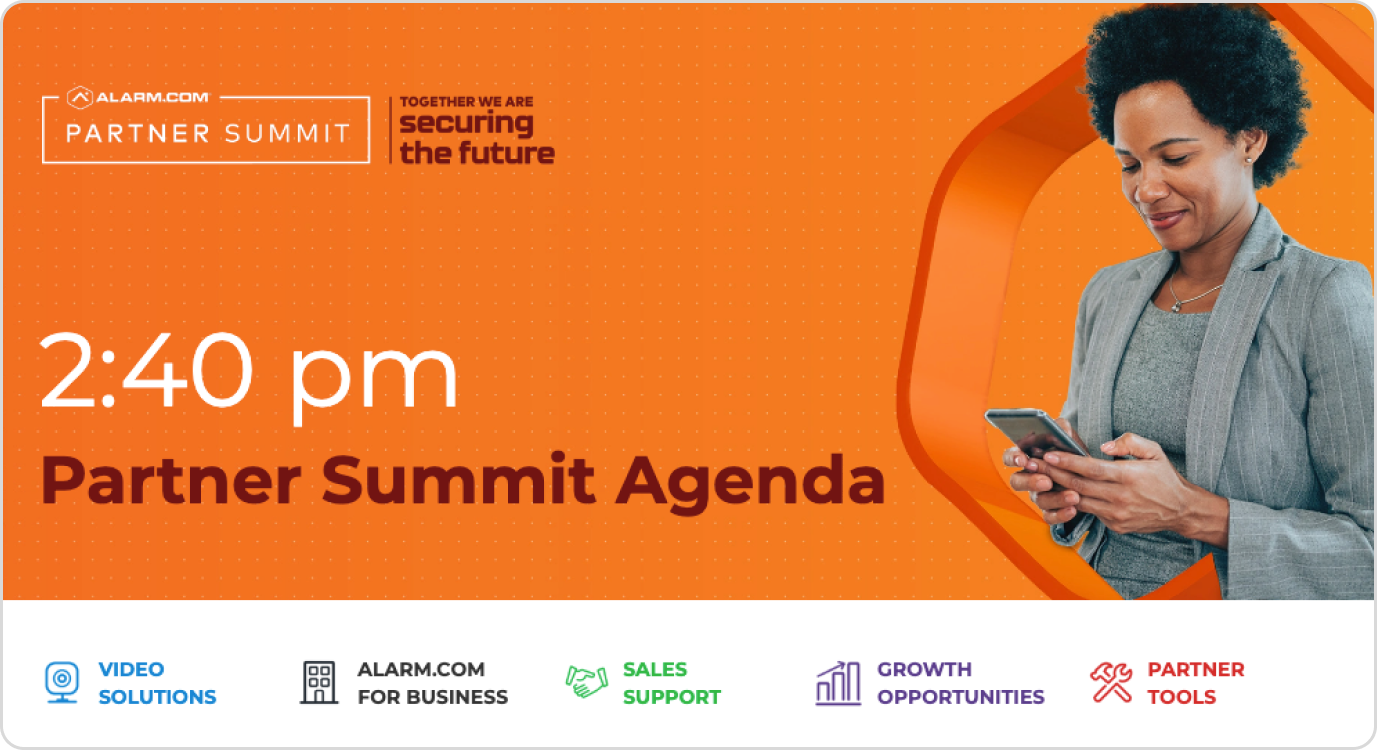 ALARM.COM
PARTNER SUMMIT
TOGETHER WE ARE
securing
the future
2:40 pm
Partner Summit Agenda
VIDEO
SOLUTIONS
ALARM.COM
FOR BUSINESS
SALES
SUPPORT
GROWTH
OPPORTUNITIES
PARTNER
TOOLS